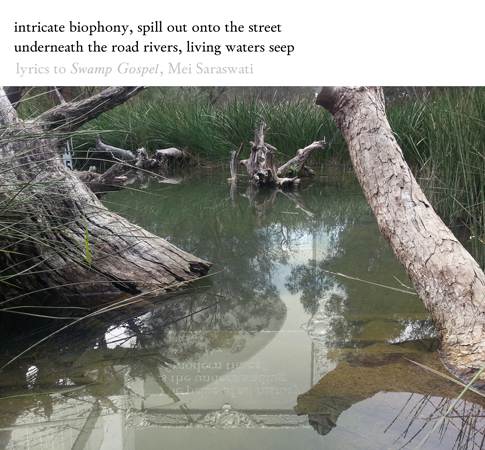 intricate biophony, spill out onto the street
underneath the road rivers, living waters seep
lyrics to Swamp Gospel, Mei Saraswati